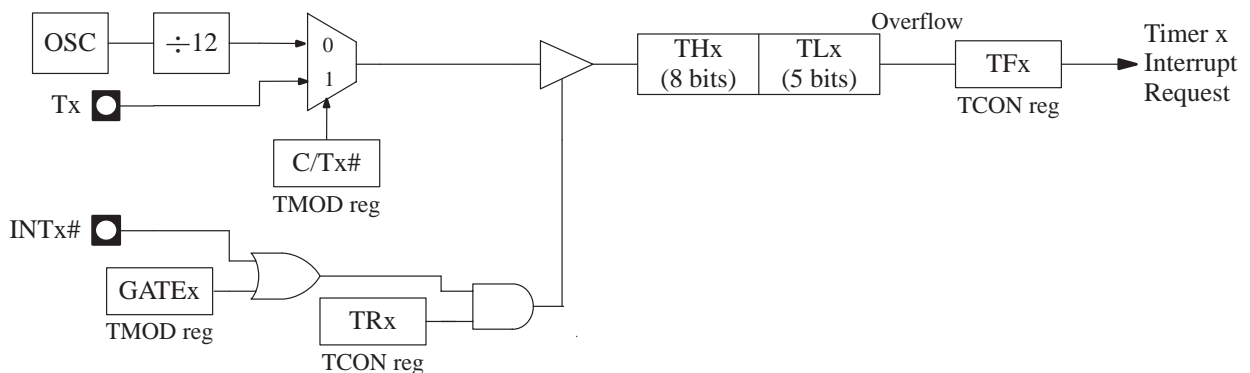 OSC
÷12
0
1
Tx
C/Tx#
TMOD reg
THx
(8 bits)
TLx
(5 bits)
Overflow
TFx
TCON reg
Timer x
Interrupt
Request
INTx#
GATEx
TMOD reg
TRx
TCON reg